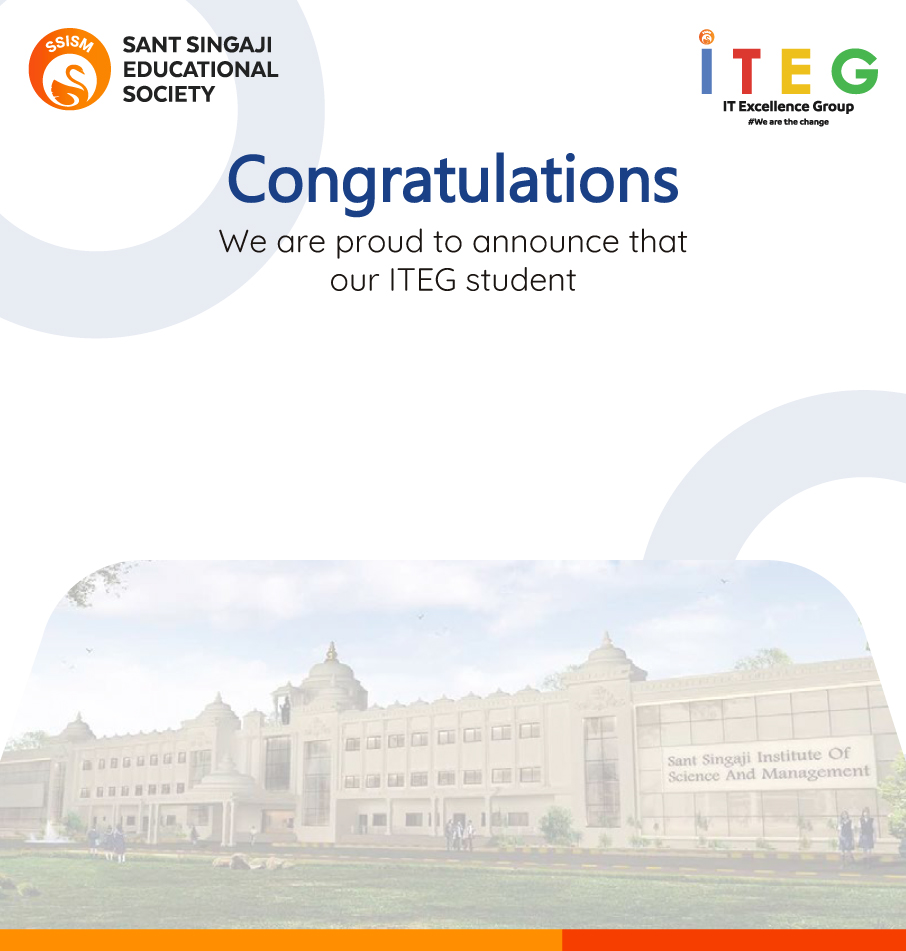 SSISM
SANT SINGAJI
EDUCATIONAL
SOCIETY
ITEG
IT Excellence Group
#We are the change
Congratulations
We are proud to announce that
our ITEG student
Sant Singaji Institute Of
Science And Management